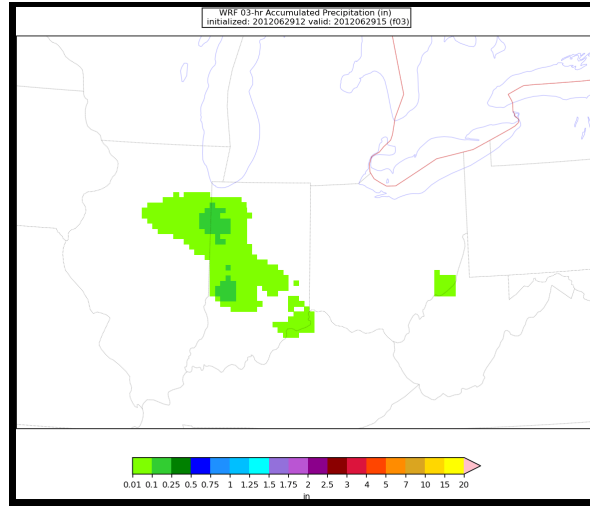 WRF 03-hr Accumulated Precipitation (in)
initialized: 2012062912 valid: 2012062915 (f03)
0.01 0.1 0.25 0.5 0.75 1 1.25 1.5 1.75 2 2.5 3 4 5 7 10 15 20
in